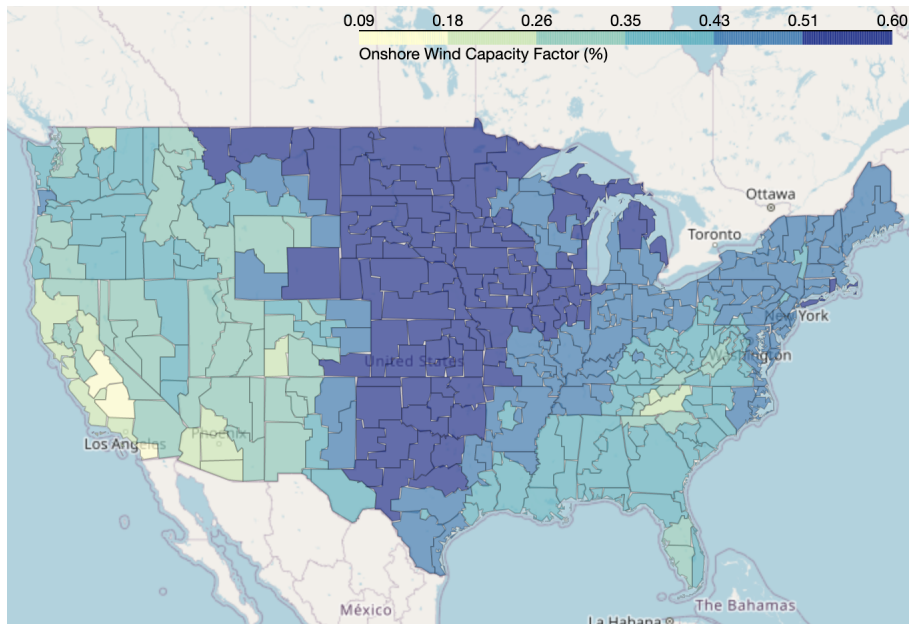 0.09 0.18 0.26 0.35 0.43 0.51 0.60
Onshore Wind Capacity Factor (%)
Ottawa
Toronto
New York
United States
Washington
Los Angeles
Phoenix
México
The Bahamas
La Habana